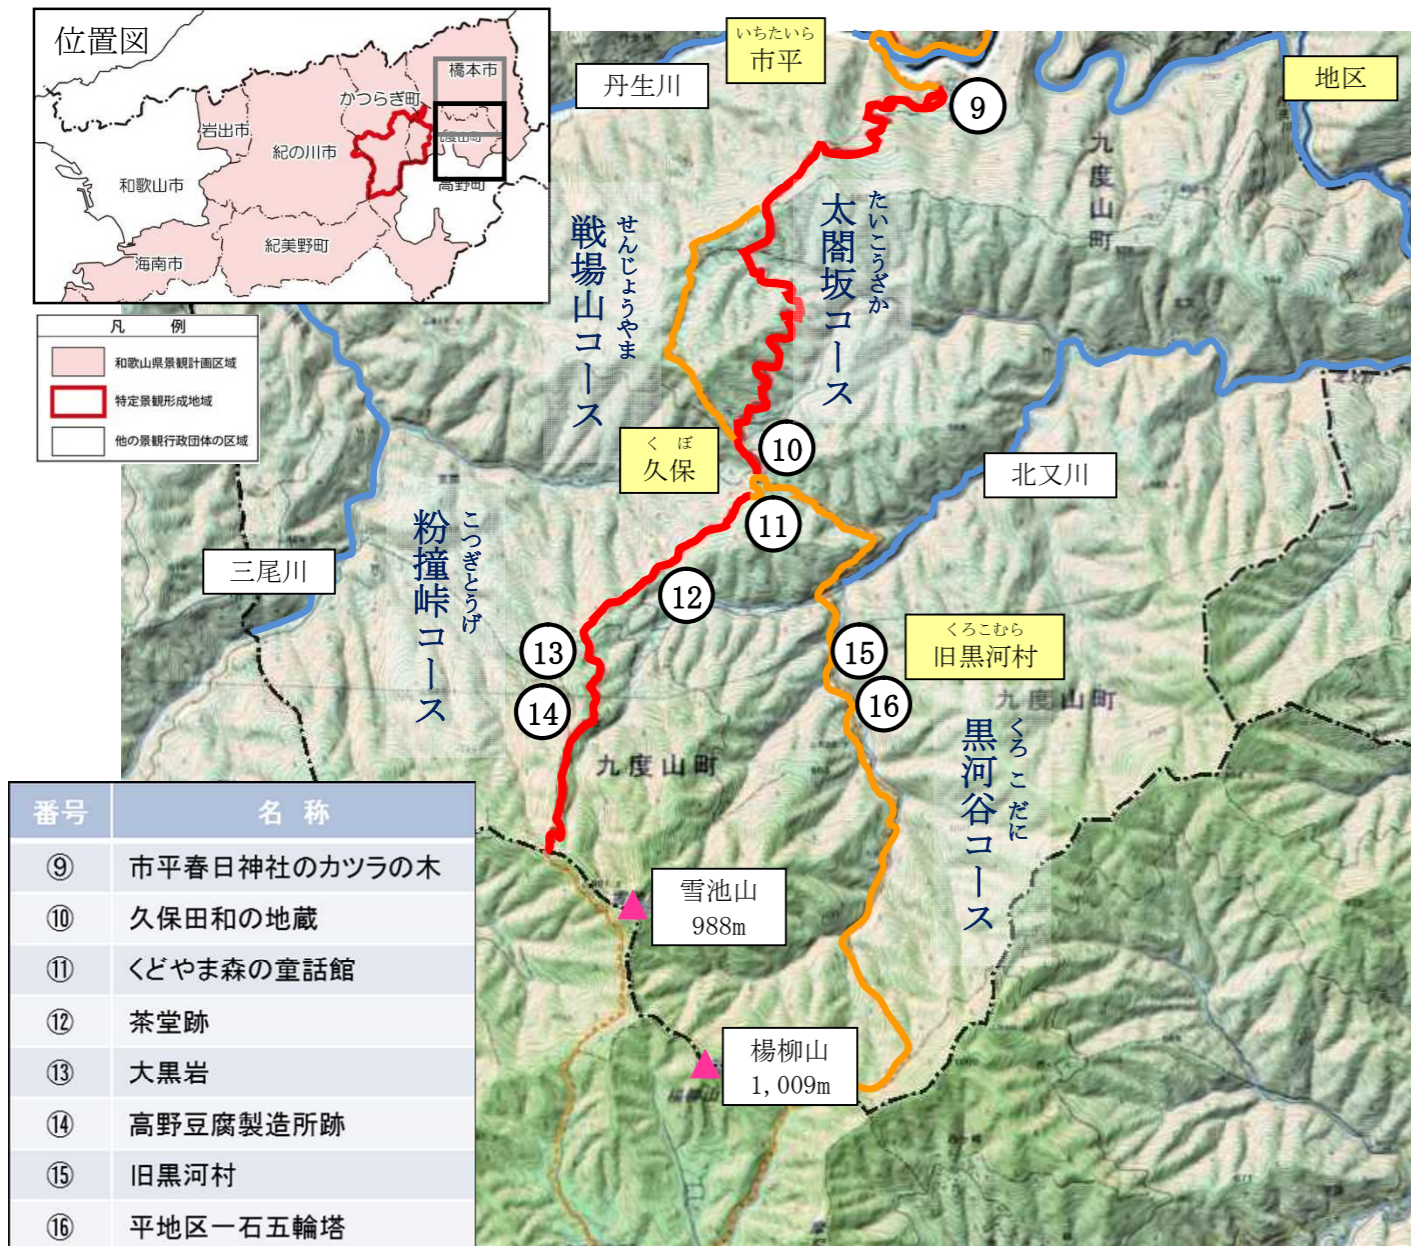 位置図
橋本市
かつらぎ町
岩出市
紀の川市
和歌山市
高野町
紀美野町
海南市
凡 例
和歌山県景観計画区域
特定景観形成地域
他の景観行政団体の区域
いちたいら
市平
丹生川
地区
⑨
九度山町
たいこうざか
太閤坂コース
せんじょうやま
戦場山コース
くぼ
久保
⑩
北又川
⑪
こつぎとうげ
粉撞峠コース
三尾川
⑫
⑬
⑮
くろこむら
旧黒河村
⑭
⑯
九度山町
九度山町
くろこだに
黒河谷コース
雪池山
988m
楊柳山
1,009m
番号 名称
⑨ 市平春日神社のカツラの木
⑩ 久保田和の地蔵
⑪ くどやま森の童話館
⑫ 茶堂跡
⑬ 大黒岩
⑭ 高野豆腐製造所跡
⑮ 旧黒河村
⑯ 平地区一石五輪塔